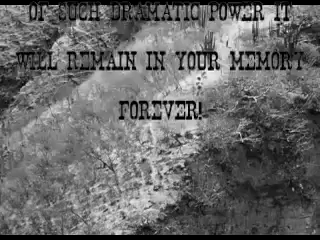 OF SUCH DRAMATIC POWER IT
WILL REMAIN IN YOUR MEMORY
FOREVER!